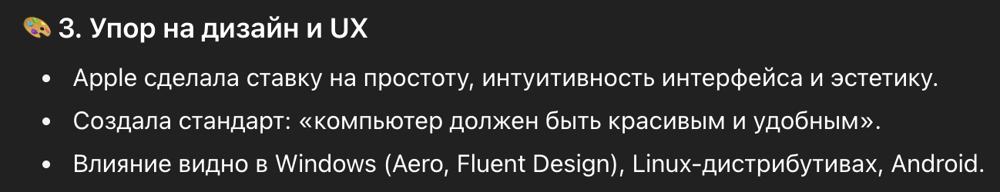 🎨 3. Упор на дизайн и UX
• Apple сделала ставку на простоту, интуитивность интерфейса и эстетику.
• Создала стандарт: «компьютер должен быть красивым и удобным».
• Влияние видно в Windows (Aero, Fluent Design), Linux-дистрибутивах, Android.